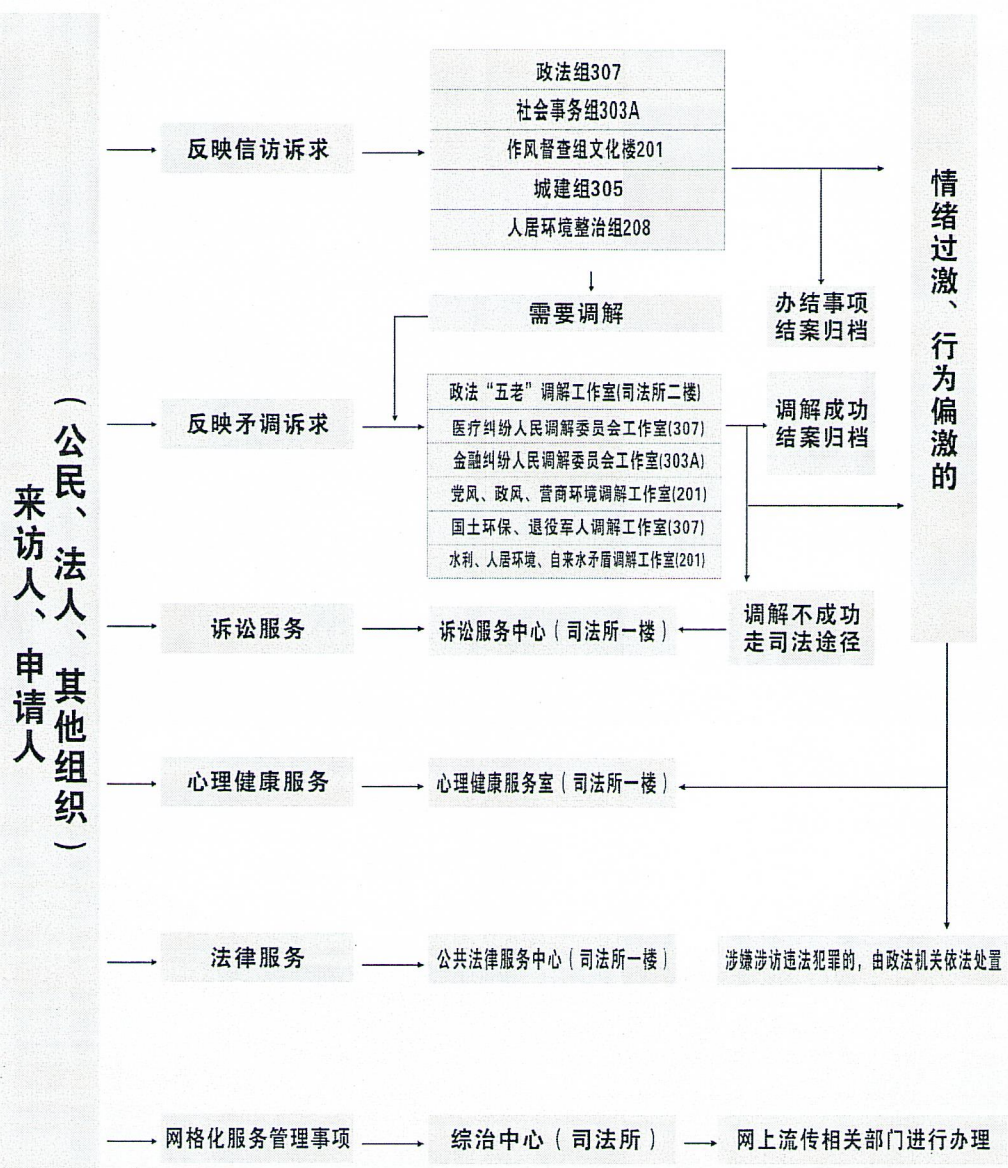 来访人、申请人
（公民、法人、其他组织）
反映信访诉求
政法组307
社会事务组303A
作风督查组文化楼201
城建组305
人居环境整治组208
办结事项
结案归档
情绪过激、行为偏激的
需要调解
反映矛调诉求
政法“五老”调解工作室(司法所二楼)
医疗纠纷人民调解委员会工作室(307)
金融纠纷人民调解委员会工作室(303A)
党风、政风、营商环境调解工作室(201)
国土环保、退役军人调解工作室(307)
水利、人居环境、自来水矛盾调解工作室(201)
调解成功
结案归档
调解不成功
走司法途径
诉讼服务
诉讼服务中心（司法所一楼）
心理健康服务
心理健康服务室（司法所一楼）
法律服务
公共法律服务中心（司法所一楼）
涉嫌涉访违法犯罪的，由政法机关依法处置
网格化服务管理事项
综治中心（司法所）
网上流传相关部门进行办理